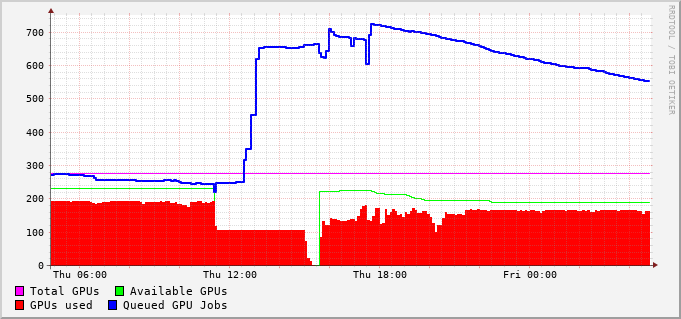 700
600
500
400
300
200
100
0
Thu 06:00 Thu 12:00 Thu 18:00 Fri 00:00
Total GPUs Available GPUs
GPUs used Queued GPU Jobs
RRDTOOL / TOBI OETIKER